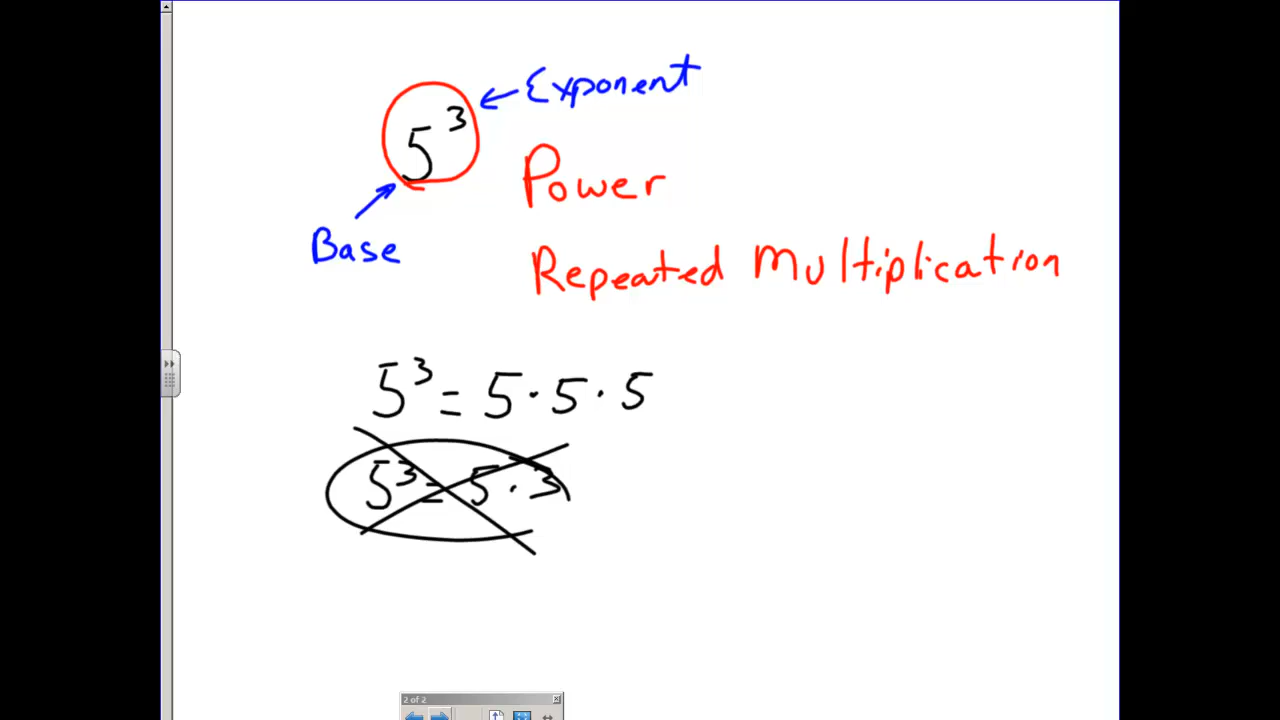 5³ ← Exponent
Power
Base
Repeated Multiplication
5³ = 5 · 5 · 5
5³ = 5 · 3
2 of 2